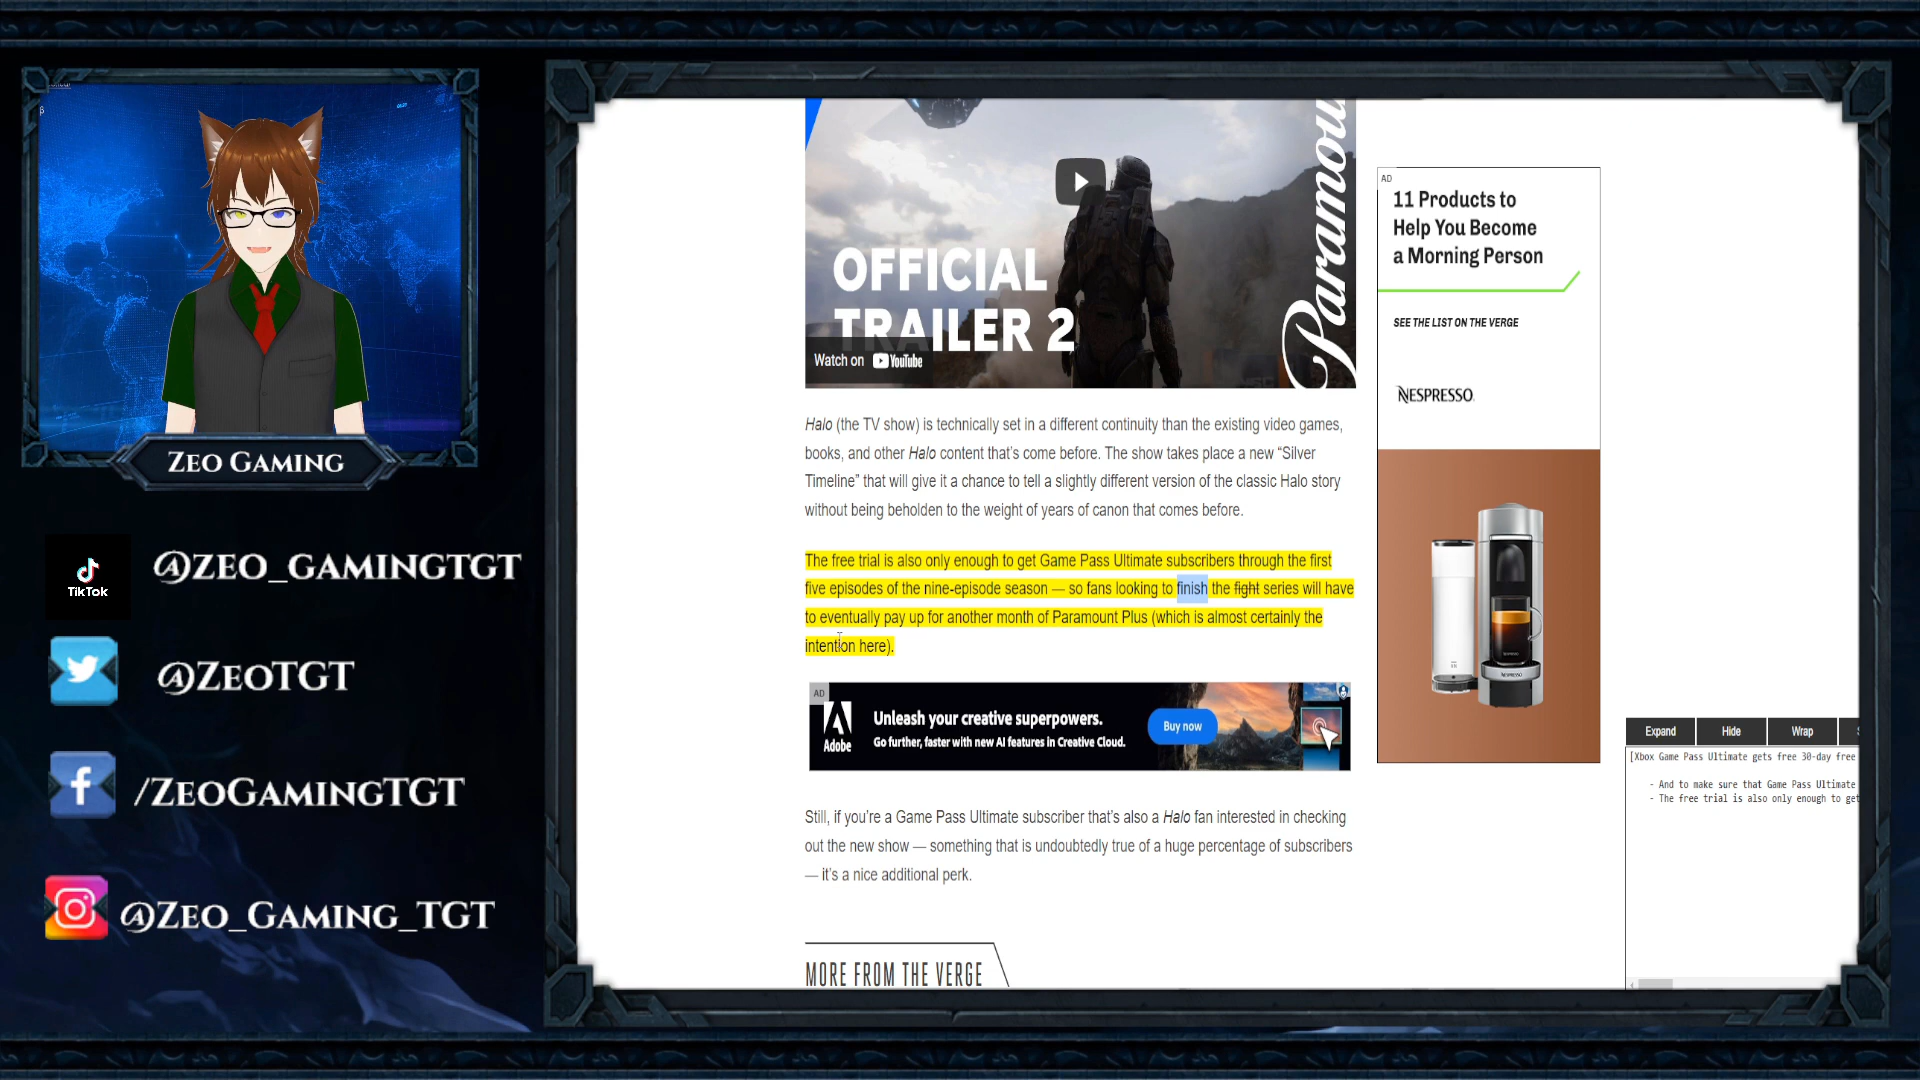 ZEO GAMING
TikTok
@ZEO_GAMINGTGT
@ZEOTGT
/ZEOGAMINGTGT
@ZEO_GAMING_TGT
Paramou
OFFICIAL
TRAILER 2
Watch on YouTube
Halo (the TV show) is technically set in a different continuity than the existing video games,
books, and other Halo content that's come before. The show takes place a new “Silver
Timeline” that will give it a chance to tell a slightly different version of the classic Halo story
without being beholden to the weight of years of canon that comes before.
The free trial is also only enough to get Game Pass Ultimate subscribers through the first
five episodes of the nine-episode season — so fans looking to finish the fight series will have
to eventually pay up for another month of Paramount Plus (which is almost certainly the
intention here).
AD
Adobe
Unleash your creative superpowers.
Go further, faster with new AI features in Creative Cloud.
Buy now
Still, if you're a Game Pass Ultimate subscriber that's also a Halo fan interested in checking
out the new show — something that is undoubtedly true of a huge percentage of subscribers
— it's a nice additional perk.
MORE FROM THE VERGE
AD
11 Products to
Help You Become
a Morning Person
SEE THE LIST ON THE VERGE
NESPRESSO
Expand Hide Wrap
[Xbox Game Pass Ultimate gets free 30-day free
- And to make sure that Game Pass Ultimate
- The free trial is also only enough to get